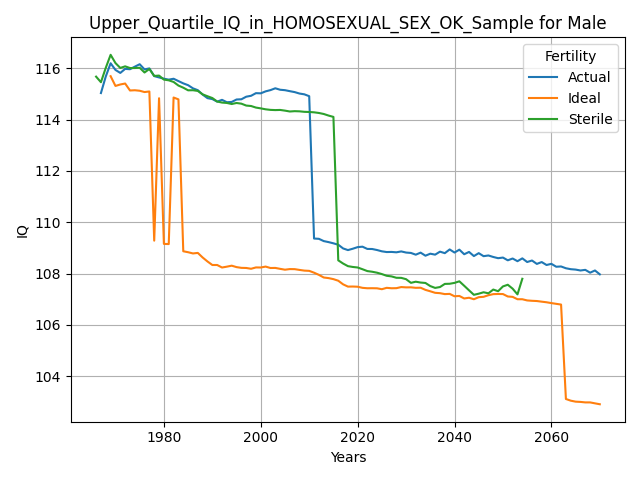 Upper_Quartile_IQ_in_HOMOSEXUAL_SEX_OK_Sample for Male
Fertility
Actual
Ideal
Sterile
116
114
112
110
108
106
104
IQ
1980
2000
2020
2040
2060
Years